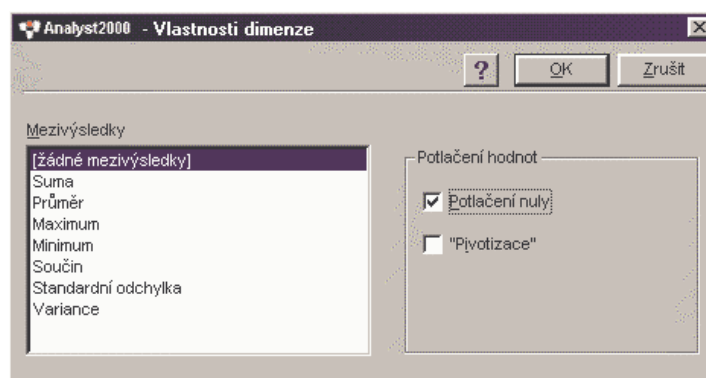 Analyst2000 - Vlastnosti dimenze
? OK Zrušit
Mezivýsledky
[žádné mezivýsledky]
Suma
Průměr
Maximum
Minimum
Součin
Standardní odchylka
Variance
Potlačení hodnot
Potlačení nuly
"Pivotizace"